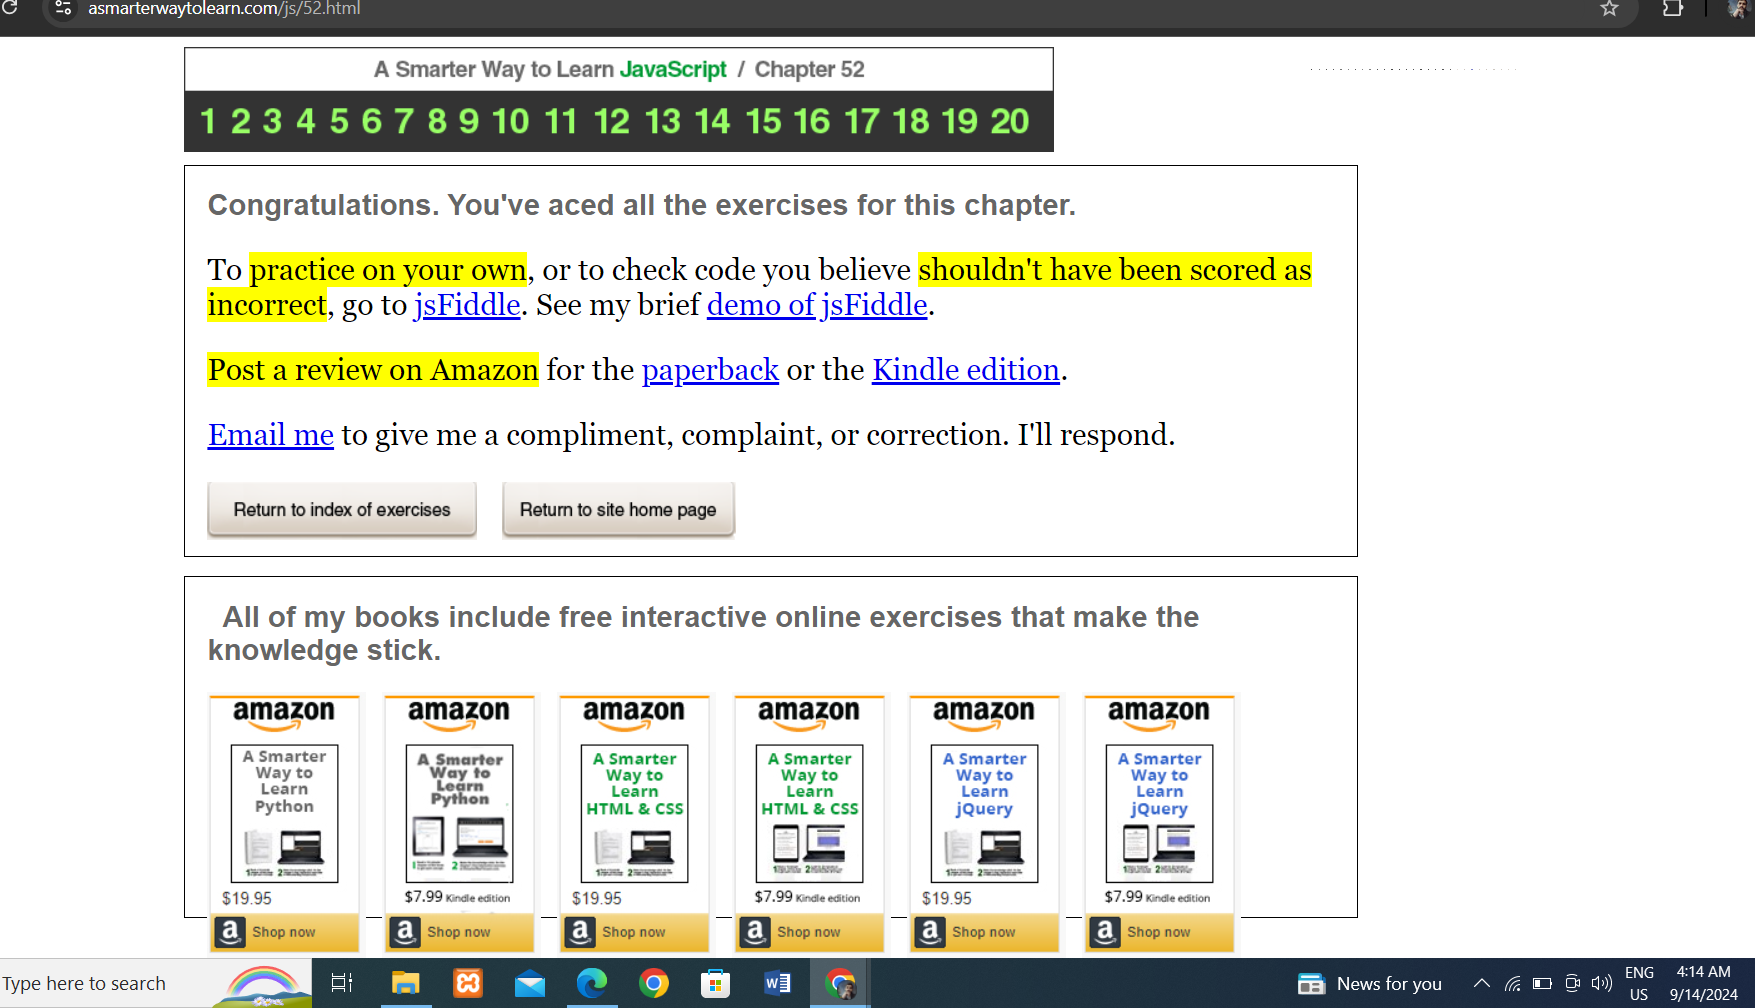 asmarterwaytolearn.com/js/52.html
A Smarter Way to Learn JavaScript / Chapter 52
1 2 3 4 5 6 7 8 9 10 11 12 13 14 15 16 17 18 19 20
Congratulations. You've aced all the exercises for this chapter.
To practice on your own, or to check code you believe shouldn't have been scored as
incorrect, go to jsFiddle. See my brief demo of jsFiddle.
Post a review on Amazon for the paperback or the Kindle edition.
Email me to give me a compliment, complaint, or correction. I'll respond.
Return to index of exercises Return to site home page
All of my books include free interactive online exercises that make the
knowledge stick.
amazon amazon amazon amazon amazon amazon
A Smarter A Smarter A Smarter A Smarter A Smarter A Smarter
Way to Way to Way to Way to Way to Way to
Learn Learn Learn Learn Learn Learn
Python Python HTML & CSS HTML & CSS jQuery jQuery
$19.95 $7.99 Kindle edition $19.95 $7.99 Kindle edition $19.95 $7.99 Kindle edition
a Shop now a Shop now a Shop now a Shop now a Shop now a Shop now
Type here to search News for you ENG 4:14 AM
US 9/14/2024